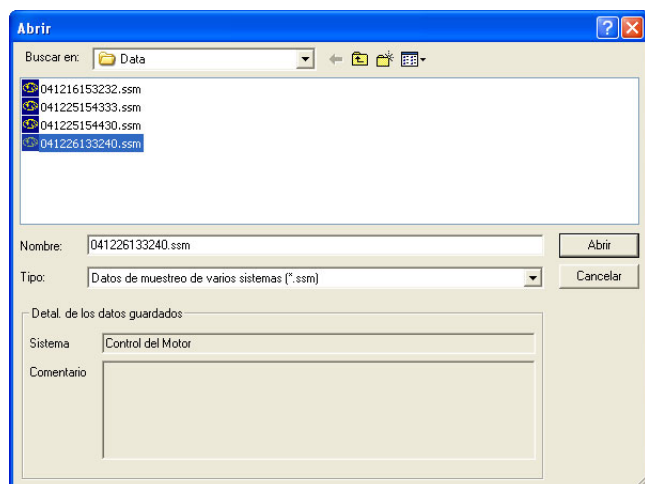 Abrir
Buscar en: Data
041216153232.ssm
041225154333.ssm
041225154430.ssm
041226133240.ssm
Nombre: 041226133240.ssm Abrir
Tipo: Datos de muestreo de varios sistemas (*.ssm) Cancelar
Detal. de los datos guardados
Sistema Control del Motor
Comentario